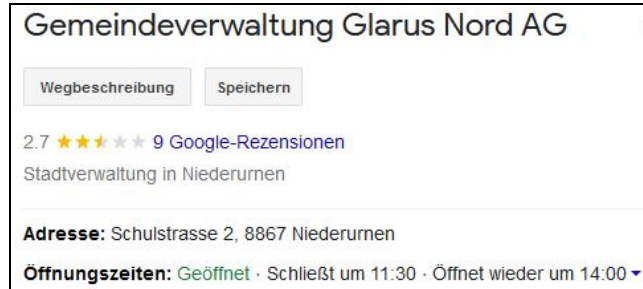 Gemeindeverwaltung Glarus Nord AG
Wegbeschreibung Speichern
2.7 9 Google-Rezensionen
Stadtverwaltung in Niederurnen
Adresse: Schulstrasse 2, 8867 Niederurnen
Öffnungszeiten: Geöffnet · Schließt um 11:30 · Öffnet wieder um 14:00